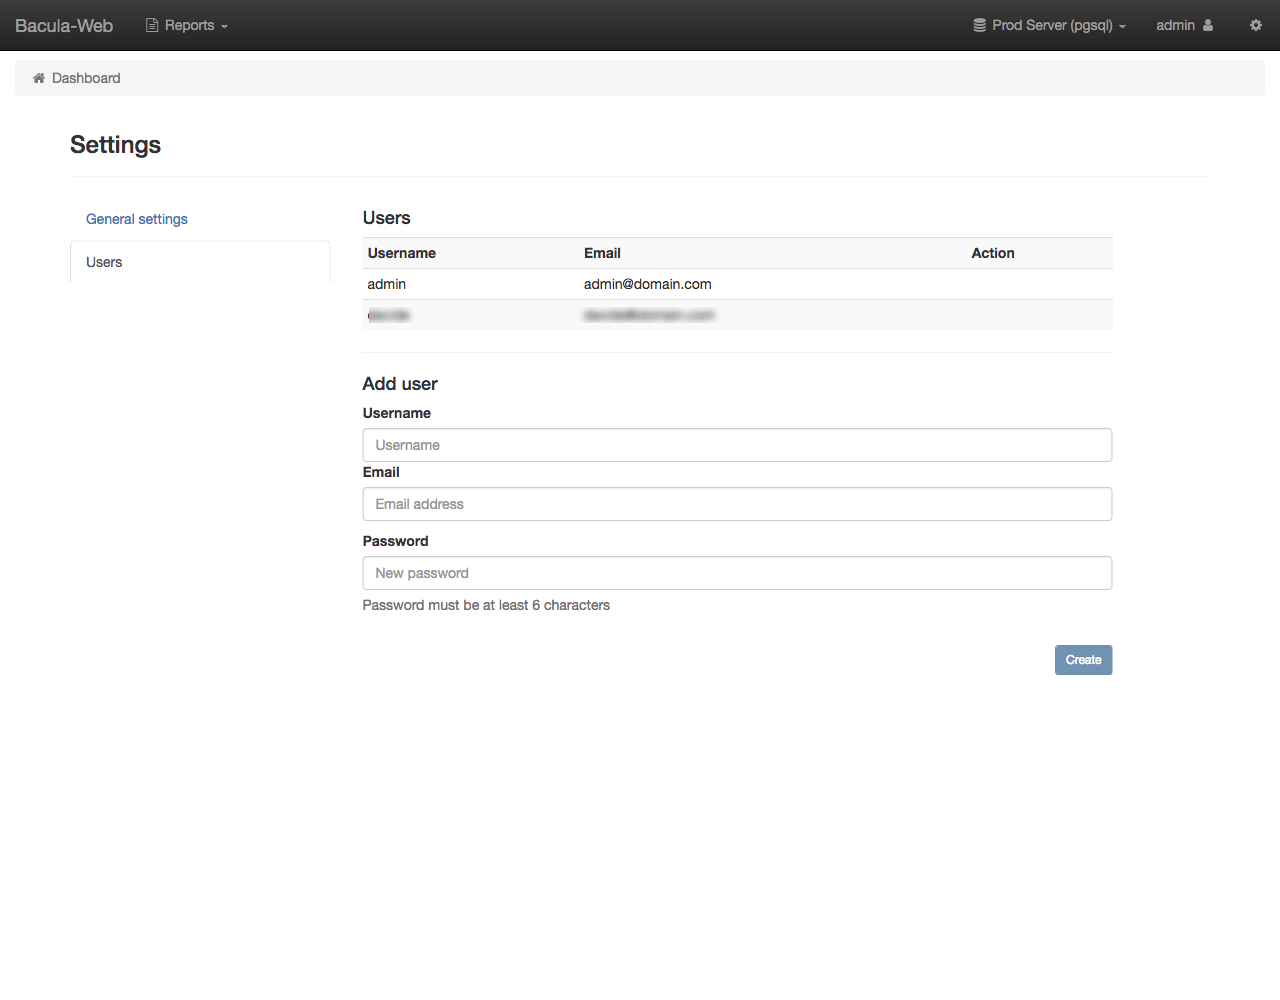 Bacula-Web Reports Prod Server (pgsql) admin
Dashboard
Settings
General settings
Users
Users
Username Email Action
admin admin@domain.com
Add user
Username
Username
Email
Email address
Password
New password
Password must be at least 6 characters
Create